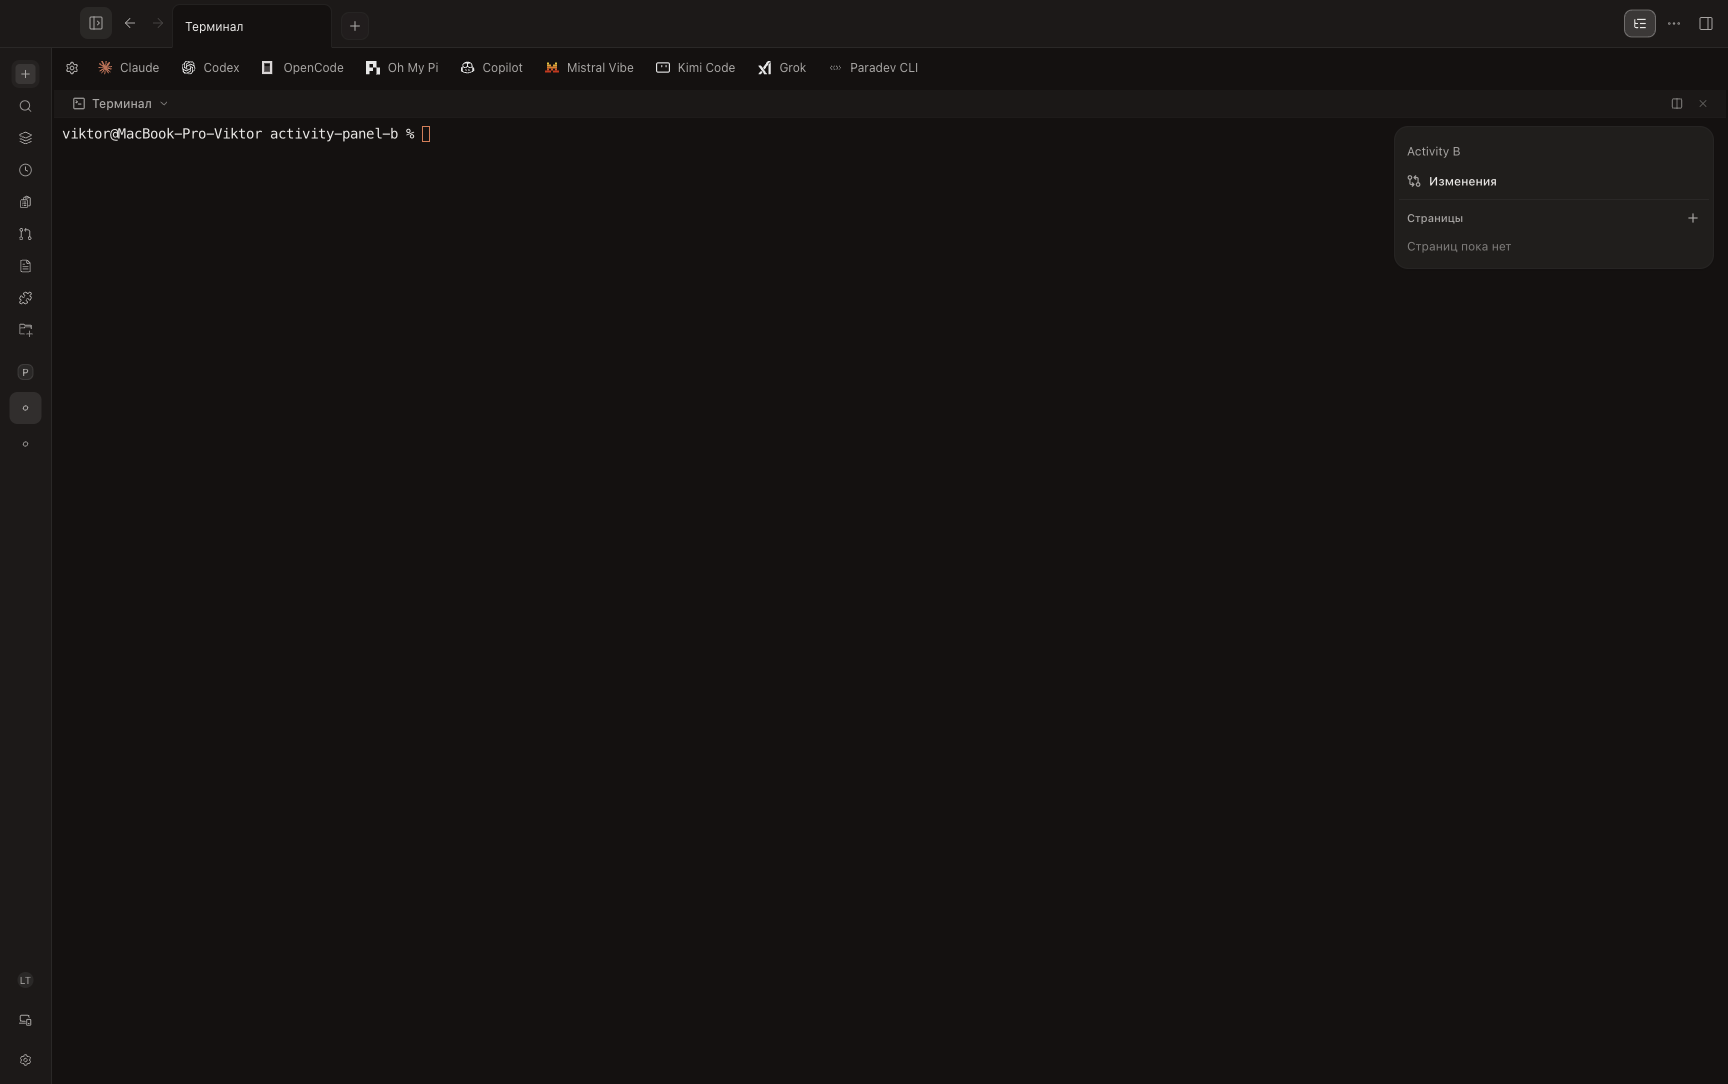 Терминал
Claude
Codex
OpenCode
Oh My Pi
Copilot
Mistral Vibe
Kimi Code
Grok
Paradev CLI
Терминал
viktor@MacBook-Pro-Viktor activity-panel-b %
Activity B
Изменения
Страницы
Страниц пока нет
P
LT